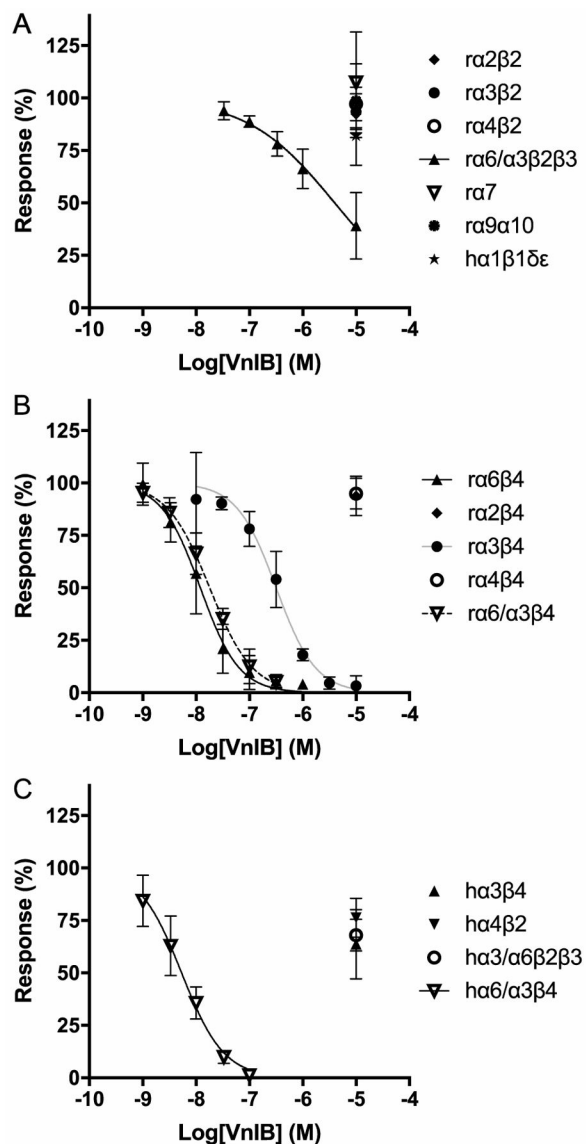 A
125
100
75
50
25
0
Response (%)
-10 -9 -8 -7 -6 -5 -4
Log[VnIB] (M)
rα2β2
rα3β2
rα4β2
rα6/α3β2β3
rα7
rα9α10
hα1β1δε
B
125
100
75
50
25
0
Response (%)
-10 -9 -8 -7 -6 -5 -4
Log[VnIB] (M)
rα6β4
rα2β4
rα3β4
rα4β4
rα6/α3β4
C
125
100
75
50
25
0
Response (%)
-10 -9 -8 -7 -6 -5 -4
Log[VnIB] (M)
hα3β4
hα4β2
hα3/α6β2β3
hα6/α3β4